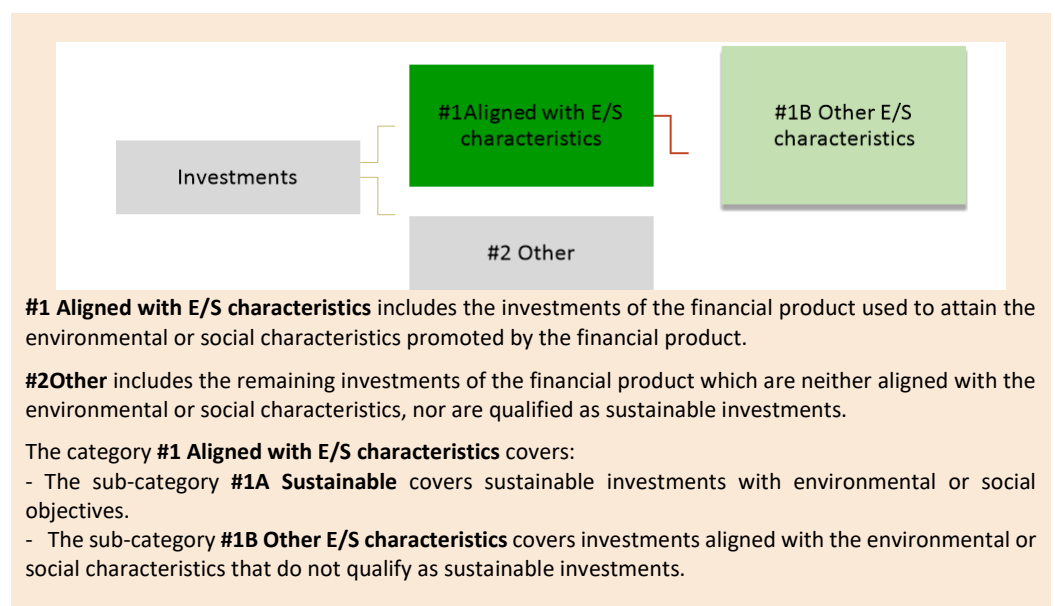 #1Aligned with E/S
characteristics
#1B Other E/S
characteristics
Investments
#2 Other
#1 Aligned with E/S characteristics includes the investments of the financial product used to attain the
environmental or social characteristics promoted by the financial product.
#2Other includes the remaining investments of the financial product which are neither aligned with the
environmental or social characteristics, nor are qualified as sustainable investments.
The category #1 Aligned with E/S characteristics covers:
- The sub-category #1A Sustainable covers sustainable investments with environmental or social
objectives.
- The sub-category #1B Other E/S characteristics covers investments aligned with the environmental or
social characteristics that do not qualify as sustainable investments.